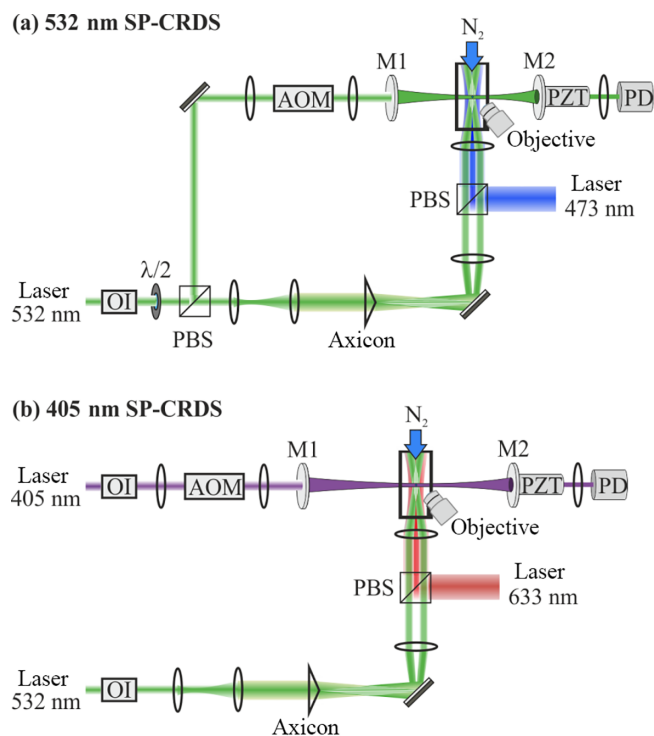 (a) 532 nm SP-CRDS
N₂
M1
M2
AOM
PZT
PD
Objective
PBS
Laser
473 nm
λ/2
Laser
532 nm
OI
PBS
Axicon
(b) 405 nm SP-CRDS
N₂
M1
M2
Laser
405 nm
OI
AOM
PZT
PD
Objective
PBS
Laser
633 nm
Laser
532 nm
OI
Axicon